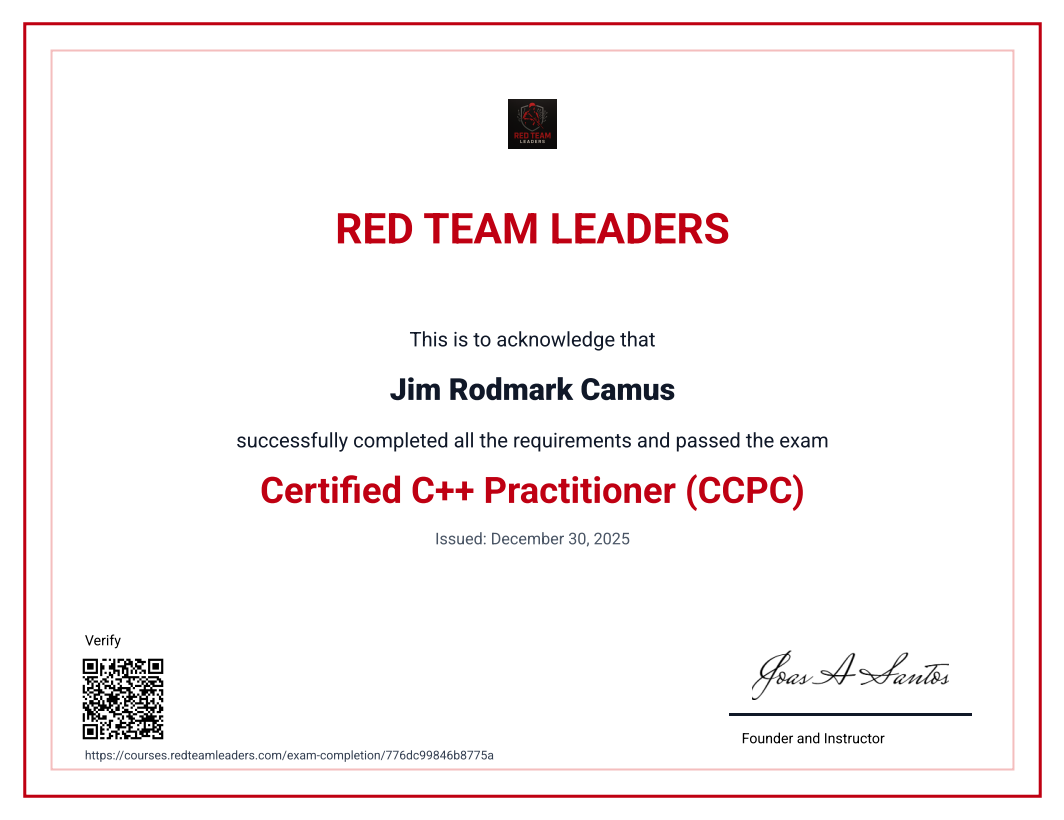 RED TEAM
LEADERS
RED TEAM LEADERS
This is to acknowledge that
Jim Rodmark Camus
successfully completed all the requirements and passed the exam
Certified C++ Practitioner (CCPC)
Issued: December 30, 2025
Verify
https://courses.redteamleaders.com/exam-completion/776dc99846b8775a
Joas A Santos
Founder and Instructor